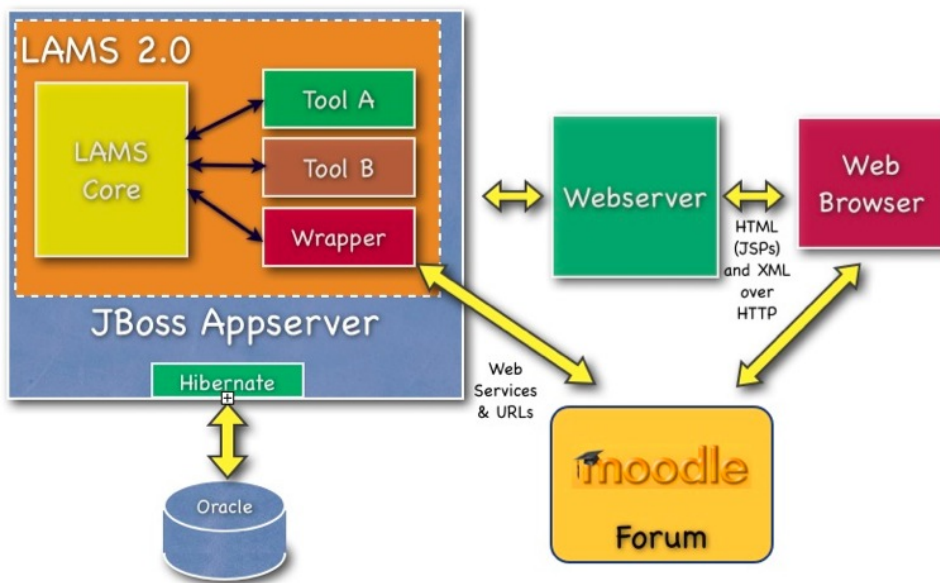 LAMS 2.0
LAMS
Core
Tool A
Tool B
Wrapper
JBoss Appserver
Hibernate
Oracle
Webserver
Web
Browser
HTML
(JSPs)
and XML
over
HTTP
Web
Services
& URLs
moodle
Forum